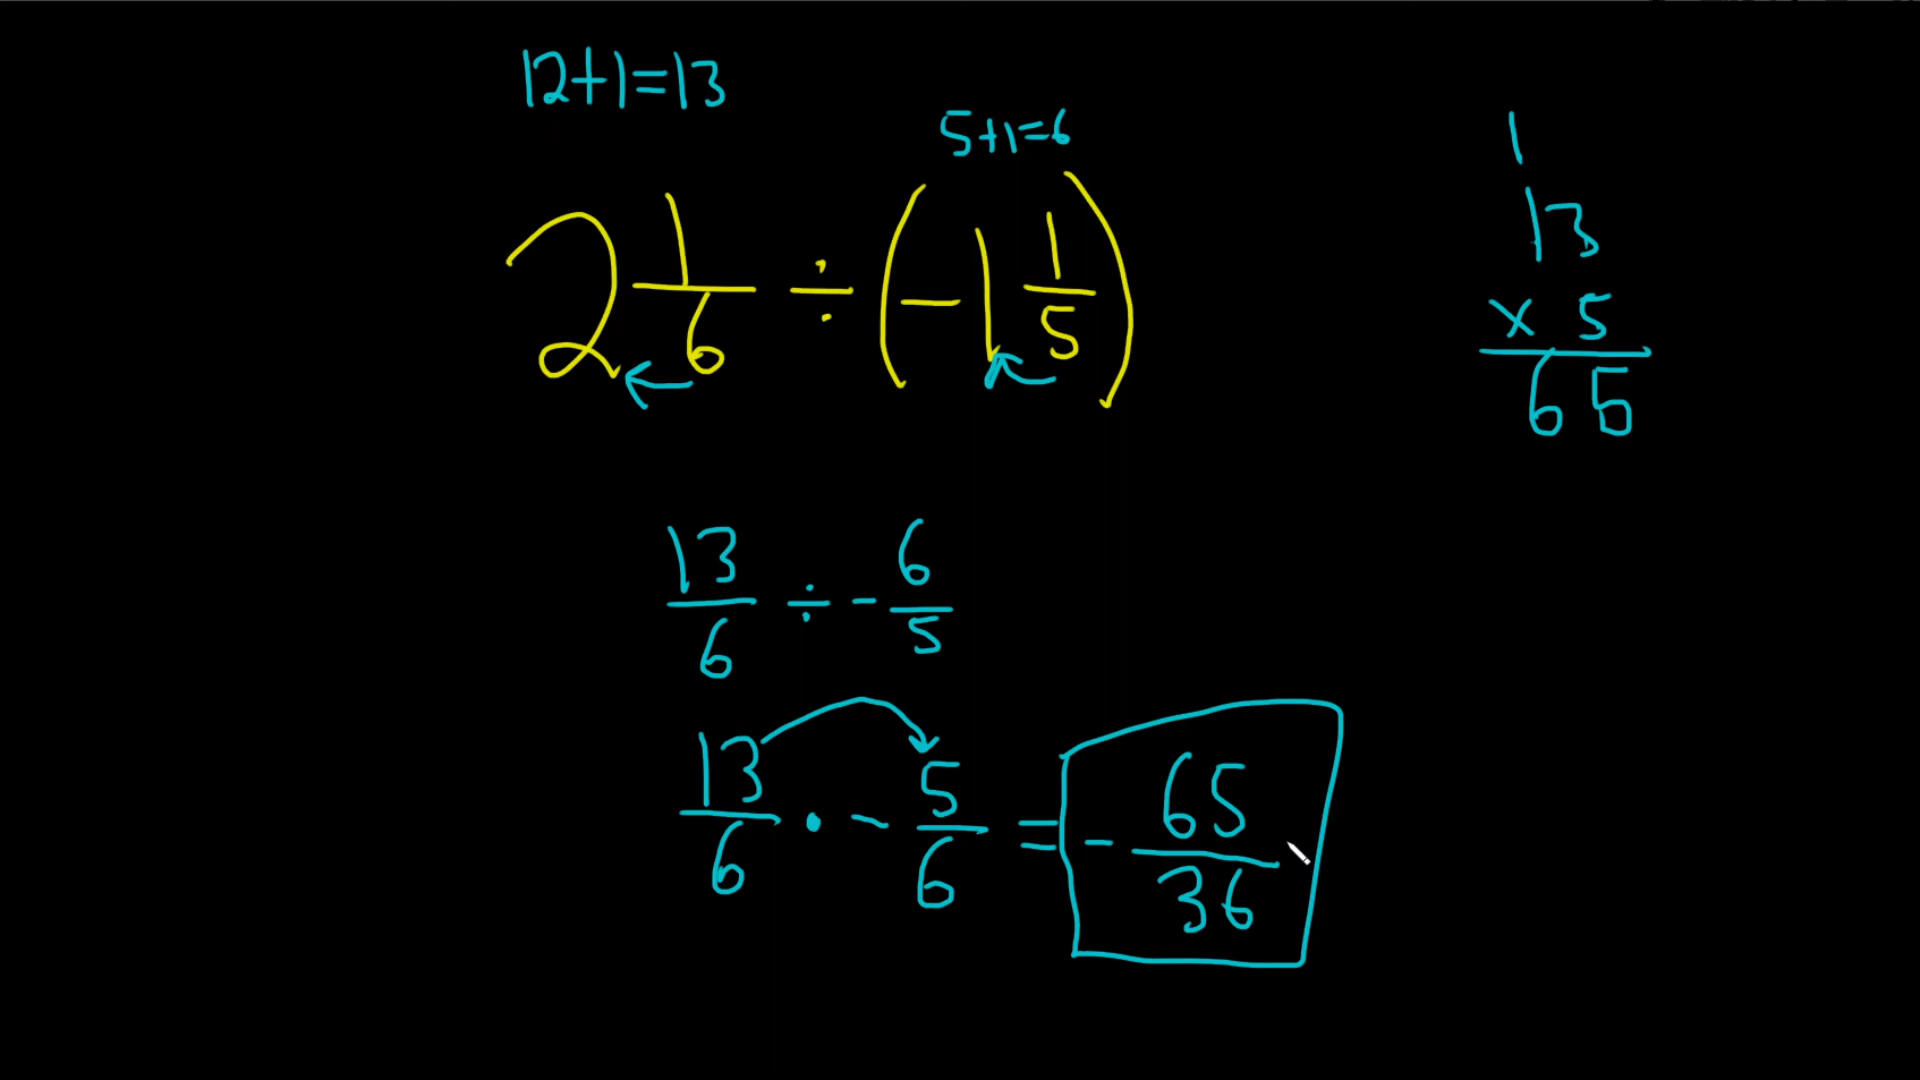 12+1=13
5+1=6
2 1/6 ÷ (-1 1/5)
1
13
x 5
65
13/6 ÷ - 6/5
13/6 • - 5/6 = - 65/36